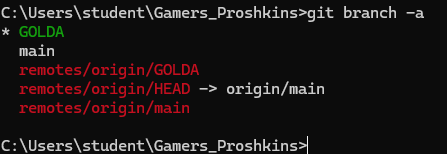 C:\Users\student\Gamers_Proshkins>git branch -a
* GOLDA
main
remotes/origin/GOLDA
remotes/origin/HEAD -> origin/main
remotes/origin/main
C:\Users\student\Gamers_Proshkins>